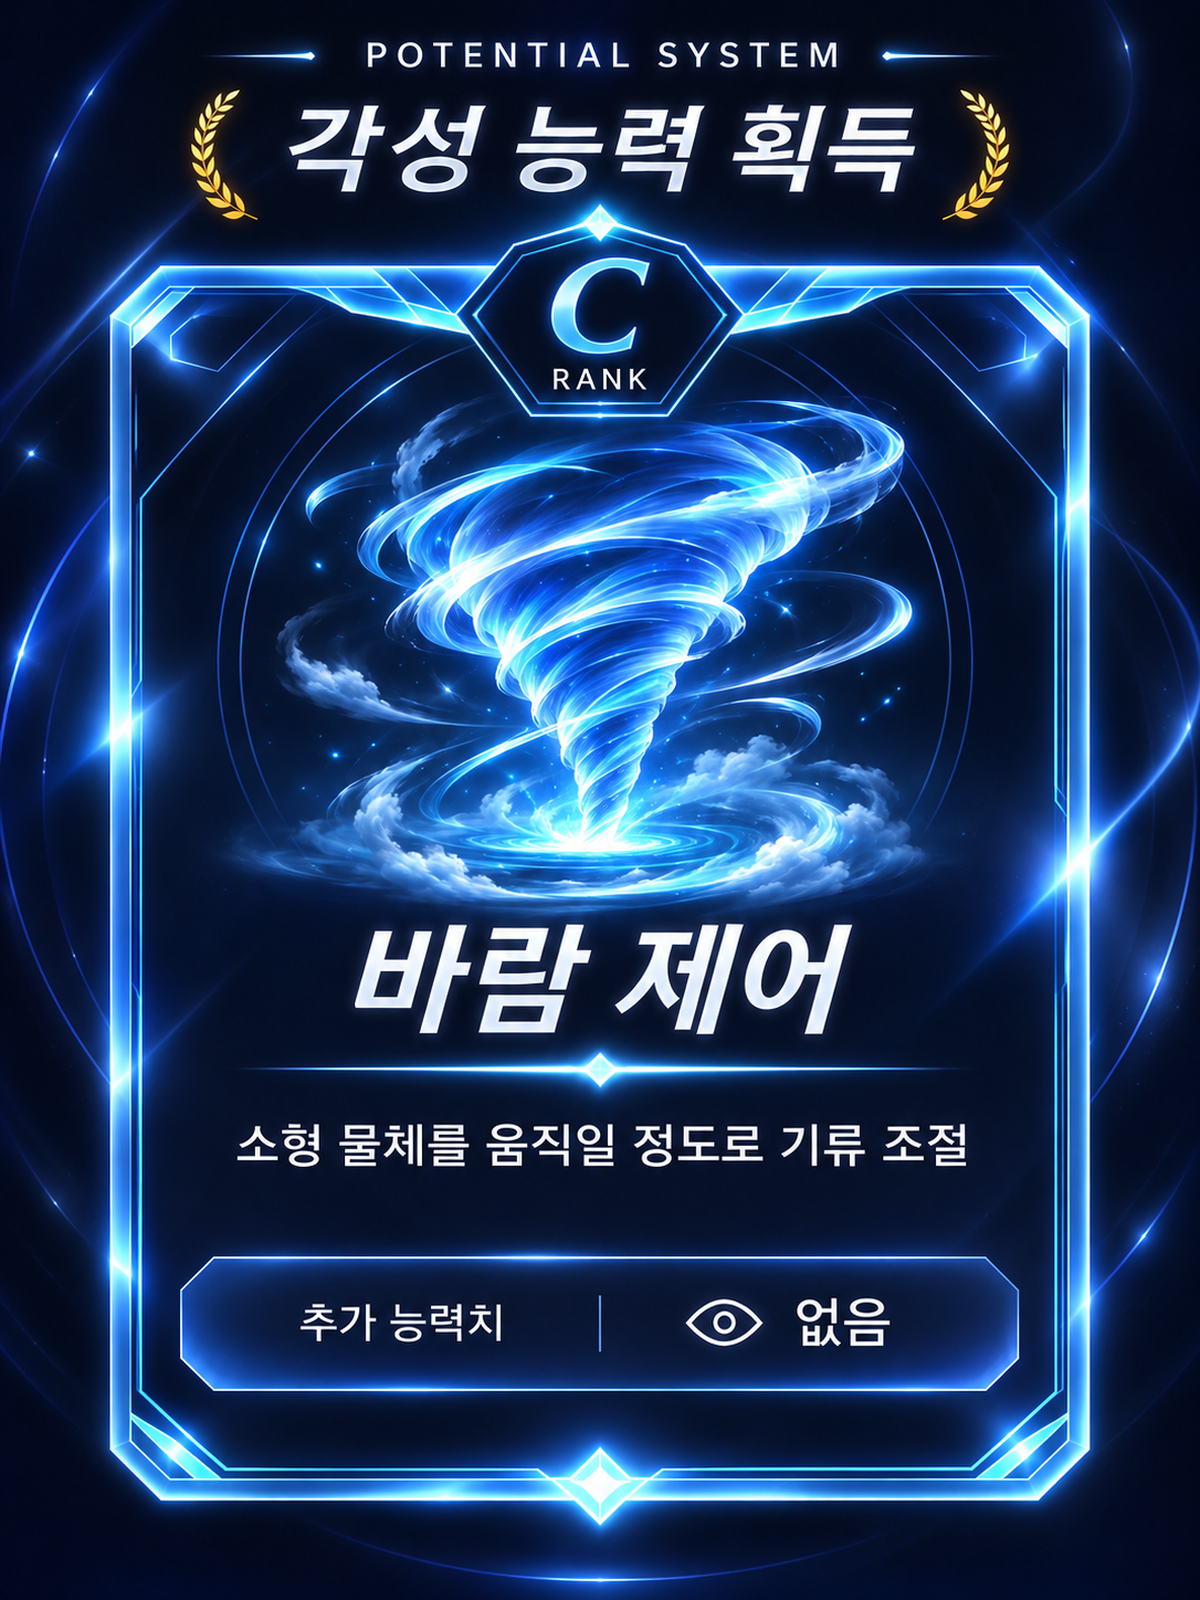 POTENTIAL SYSTEM
각성 능력 획득
C
RANK
바람 제어
소형 물체를 움직일 정도로 기류 조절
추가 능력치
없음